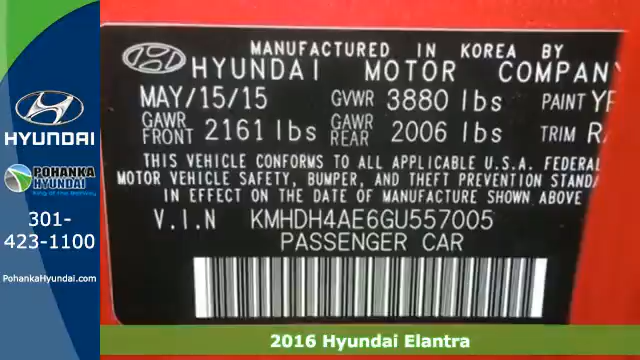 HYUNDAI
POHANKA
HYUNDAI
301-
423-1100
PohankaHyundai.com
MANUFACTURED IN KOREA BY
HYUNDAI MOTOR COMPANY
MAY/15/15 GVWR 3880 lbs PAINT YF
GAWR FRONT 2161 lbs GAWR REAR 2006 lbs TRIM
THIS VEHICLE CONFORMS TO ALL APPLICABLE U.S.A. FEDERAL
MOTOR VEHICLE SAFETY, BUMPER, AND THEFT PREVENTION STANDA
IN EFFECT ON THE DATE OF MANUFACTURE SHOWN ABOVE
V.I.N KMHDH4AE6GU557005
PASSENGER CAR
2016 Hyundai Elantra